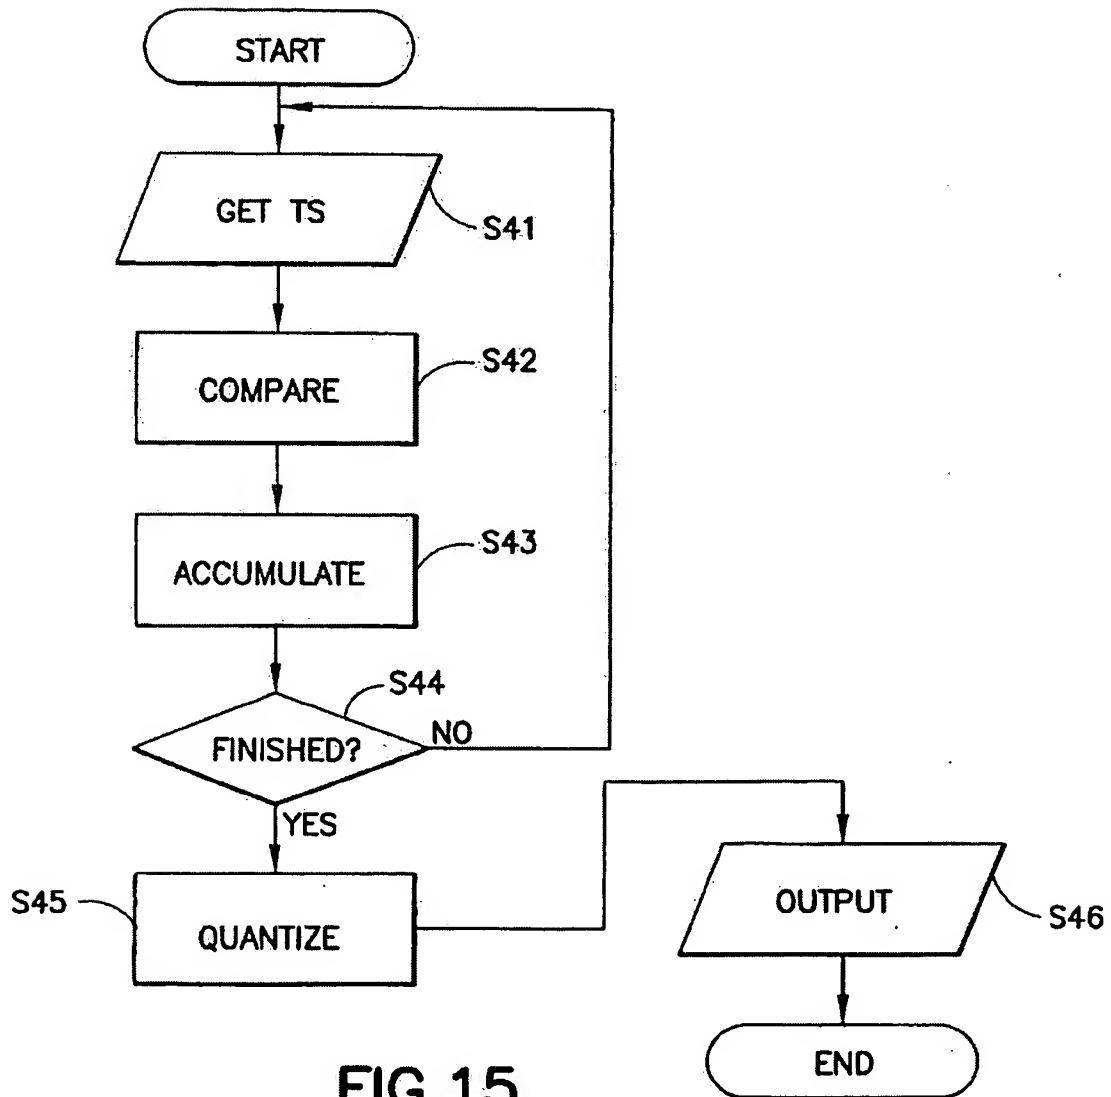 START
GET TS
S41
COMPARE
S42
ACCUMULATE
S43
FINISHED?
S44
NO
YES
QUANTIZE
S45
OUTPUT
S46
END
FIG.15